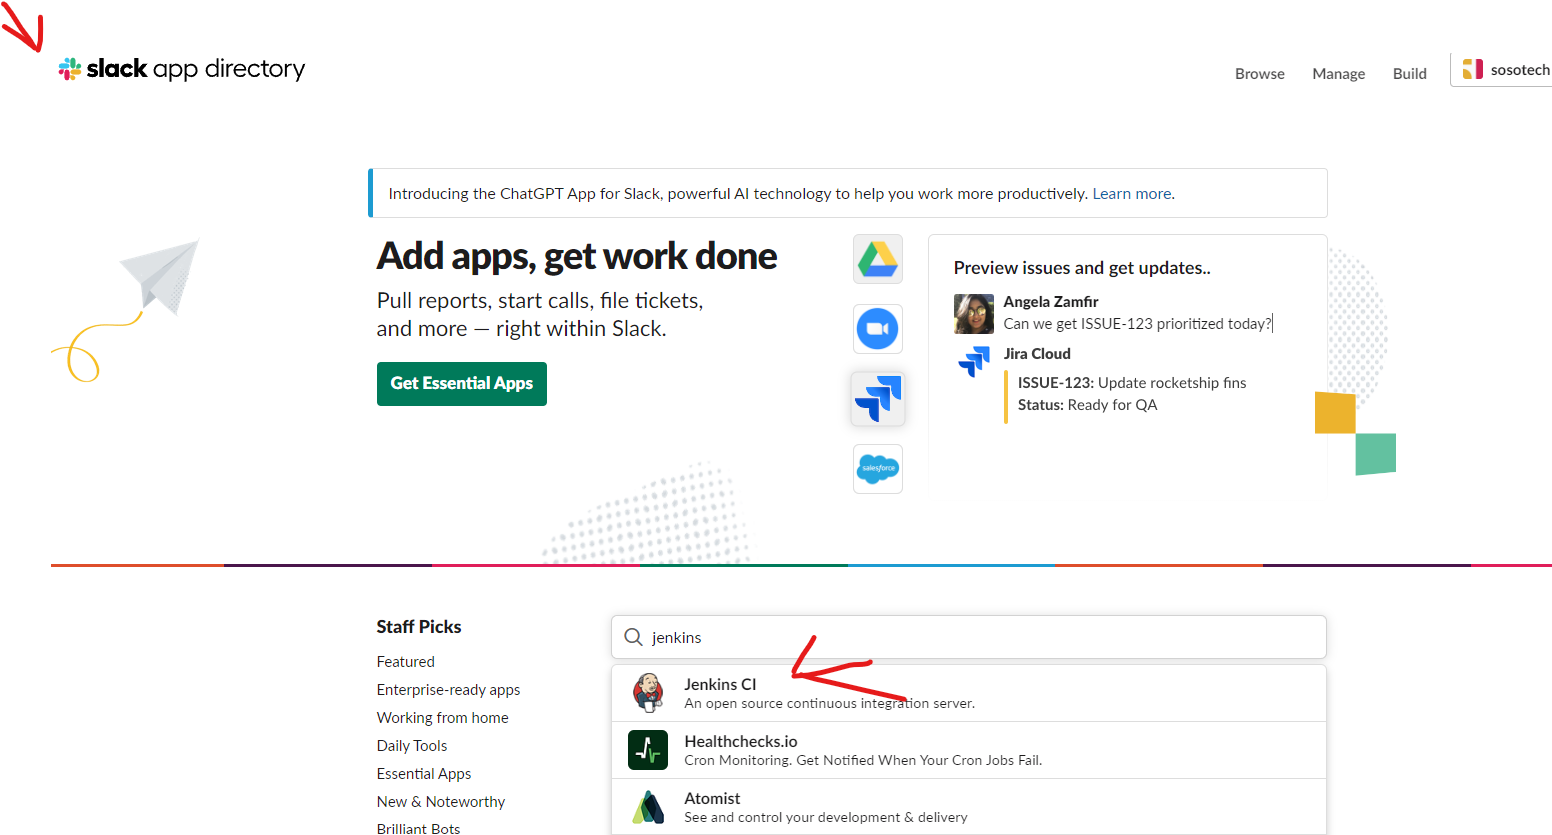 slack app directory
Browse
Manage
Build
sosotech
Introducing the ChatGPT App for Slack, powerful AI technology to help you work more productively. Learn more.
Add apps, get work done
Pull reports, start calls, file tickets,
and more — right within Slack.
Get Essential Apps
salesforce
Preview issues and get updates..
Angela Zamfir
Can we get ISSUE-123 prioritized today?
Jira Cloud
ISSUE-123: Update rocketship fins
Status: Ready for QA
Staff Picks
Featured
Enterprise-ready apps
Working from home
Daily Tools
Essential Apps
New & Noteworthy
Brilliant Bots
jenkins
Jenkins CI
An open source continuous integration server.
Healthchecks.io
Cron Monitoring. Get Notified When Your Cron Jobs Fail.
Atomist
See and control your development & delivery